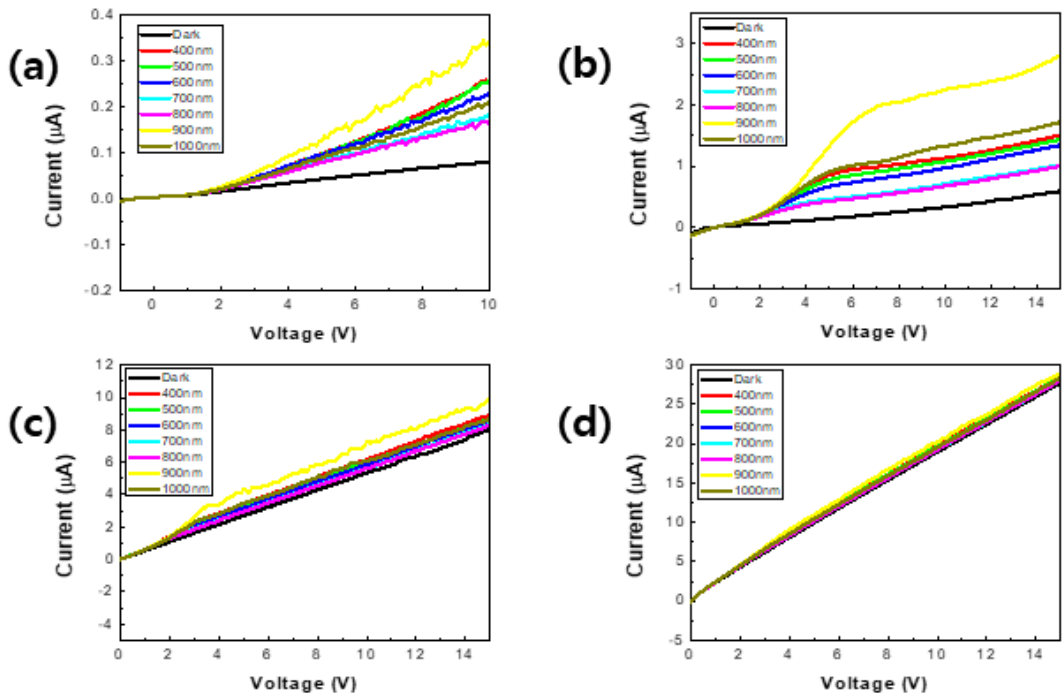 (a)
0.4
0.3
0.2
0.1
0.0
-0.1
-0.2
Current (μA)
Dark
400nm
500nm
600nm
700nm
800nm
900nm
1000nm
0 2 4 6 8 10
Voltage (V)
(b)
3
2
1
0
-1
Current (μA)
Dark
400nm
500nm
600nm
700nm
800nm
900nm
1000nm
0 2 4 6 8 10 12 14
Voltage (V)
(c)
12
10
8
6
4
2
0
-2
-4
Current (μA)
Dark
400nm
500nm
600nm
700nm
800nm
900nm
1000nm
0 2 4 6 8 10 12 14
Voltage (V)
(d)
30
25
20
15
10
5
0
-5
Current (μA)
Dark
400nm
500nm
600nm
700nm
800nm
900nm
1000nm
0 2 4 6 8 10 12 14
Voltage (V)